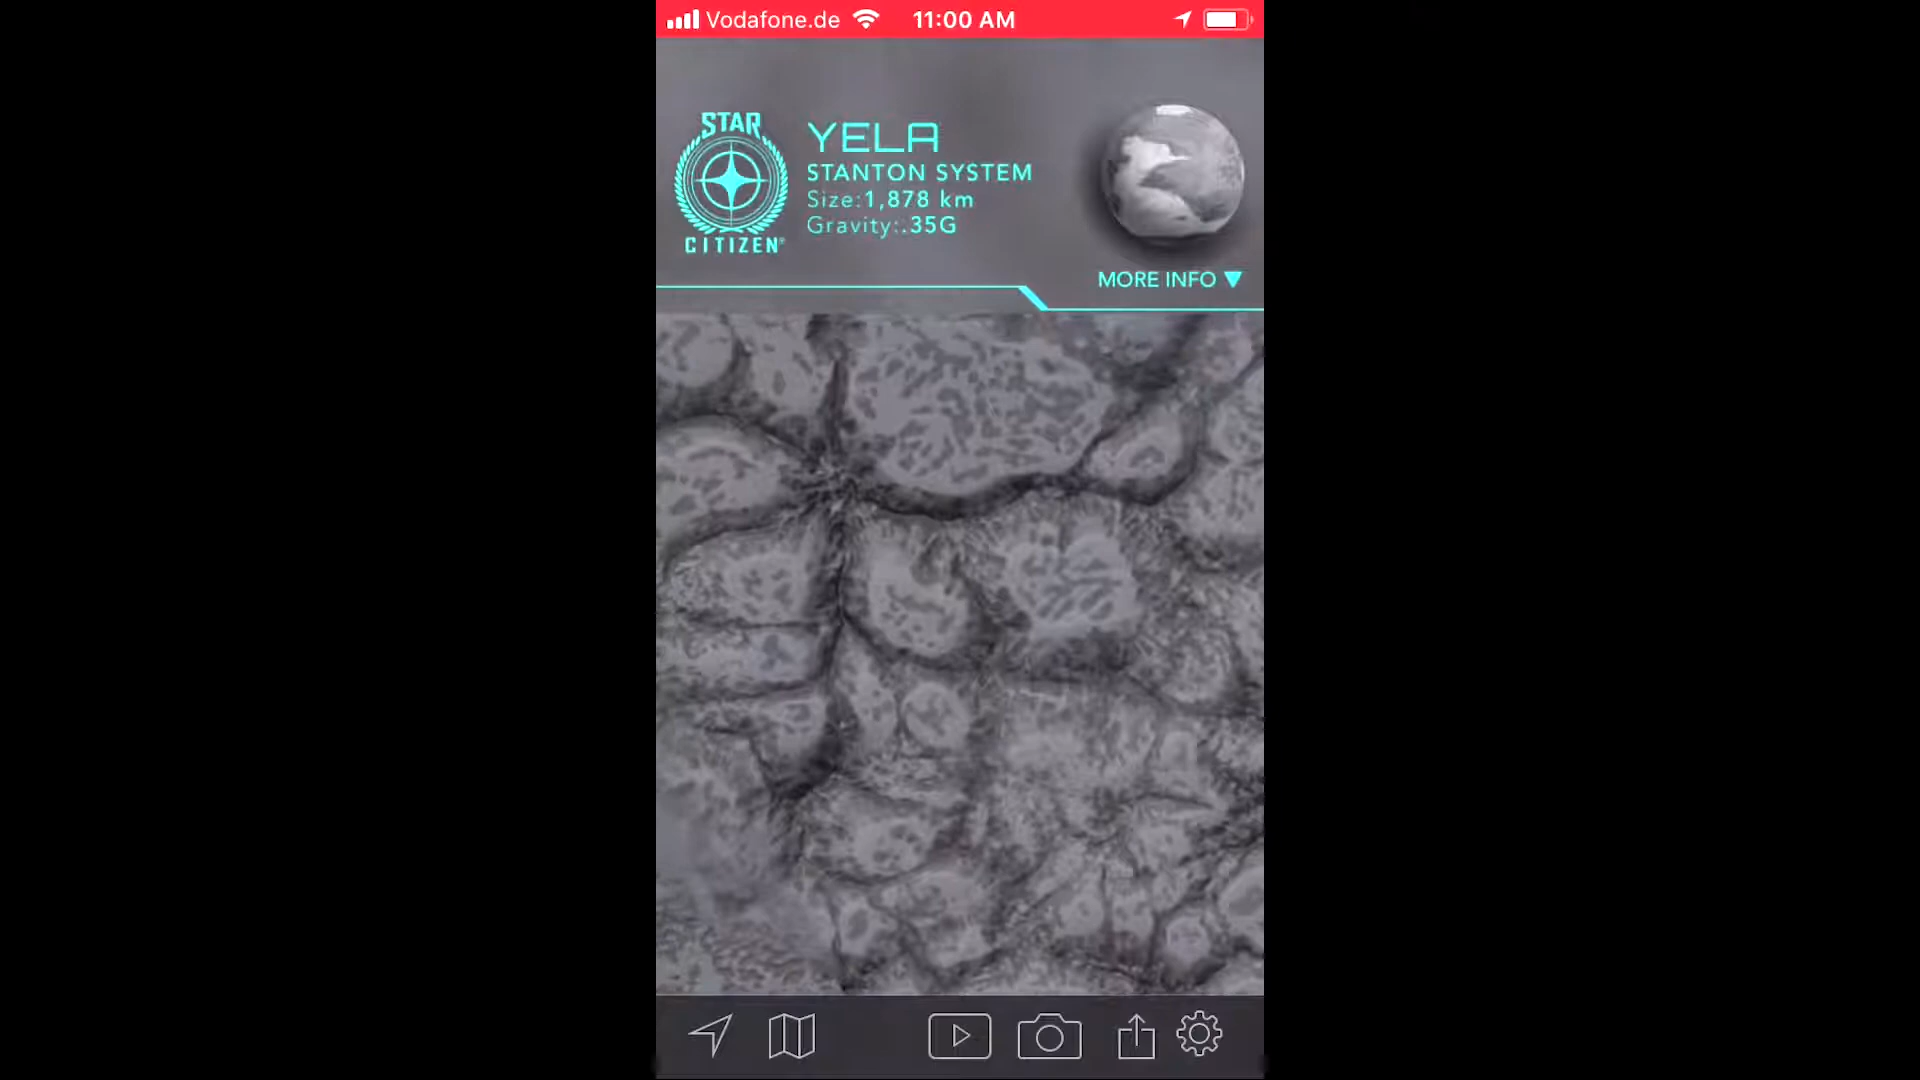 Vodafone.de 11:00 AM
STAR
CITIZEN®
YELA
STANTON SYSTEM
Size:1,878 km
Gravity:.35G
MORE INFO ▼